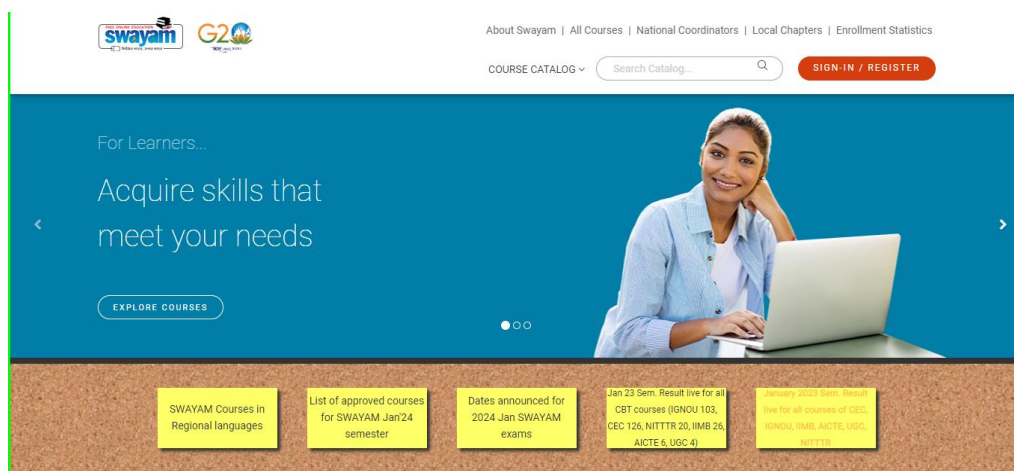 FREE ONLINE EDUCATION
swayam
G20
About Swayam | All Courses | National Coordinators | Local Chapters | Enrollment Statistics
COURSE CATALOG
Search Catalog...
SIGN-IN / REGISTER
For Learners...
Acquire skills that
meet your needs
EXPLORE COURSES
SWAYAM Courses in
Regional languages
List of approved courses
for SWAYAM Jan'24
semester
Dates announced for
2024 Jan SWAYAM
exams
Jan 23 Sem. Result live for all
CBT courses (IGNOU 103,
CEC 126, NITTTR 20, IIMB 26,
AICTE 6, UGC 4)
January 2023 Sem. Result
live for all courses of CEC,
IGNOU, IIMB, AICTE, UGC,
NITTTR